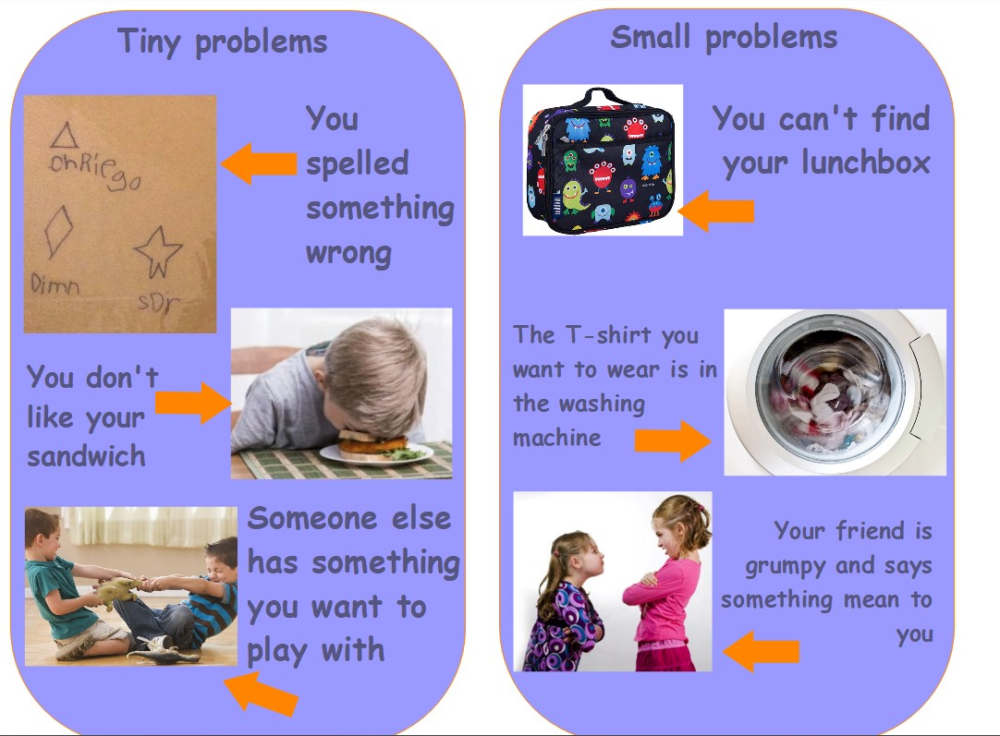 Tiny problems
You
spelled
something
wrong
onRiego
Dimn
sDr
You don't
like your
sandwich
Someone else
has something
you want to
play with
Small problems
You can't find
your lunchbox
The T-shirt you
want to wear is in
the washing
machine
Your friend is
grumpy and says
something mean to
you